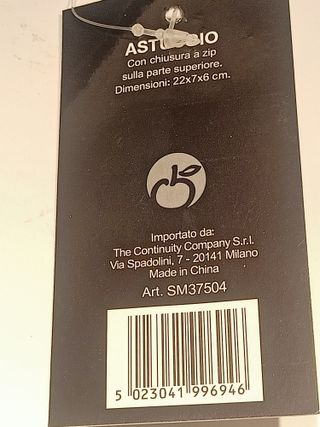 ASTUCCIO
Con chiusura a zip
sulla parte superiore.
Dimensioni: 22x7x6 cm.
Importato da:
The Continuity Company S.r.l.
Via Spadolini, 7 - 20141 Milano
Made in China
Art. SM37504
5 023041 996946